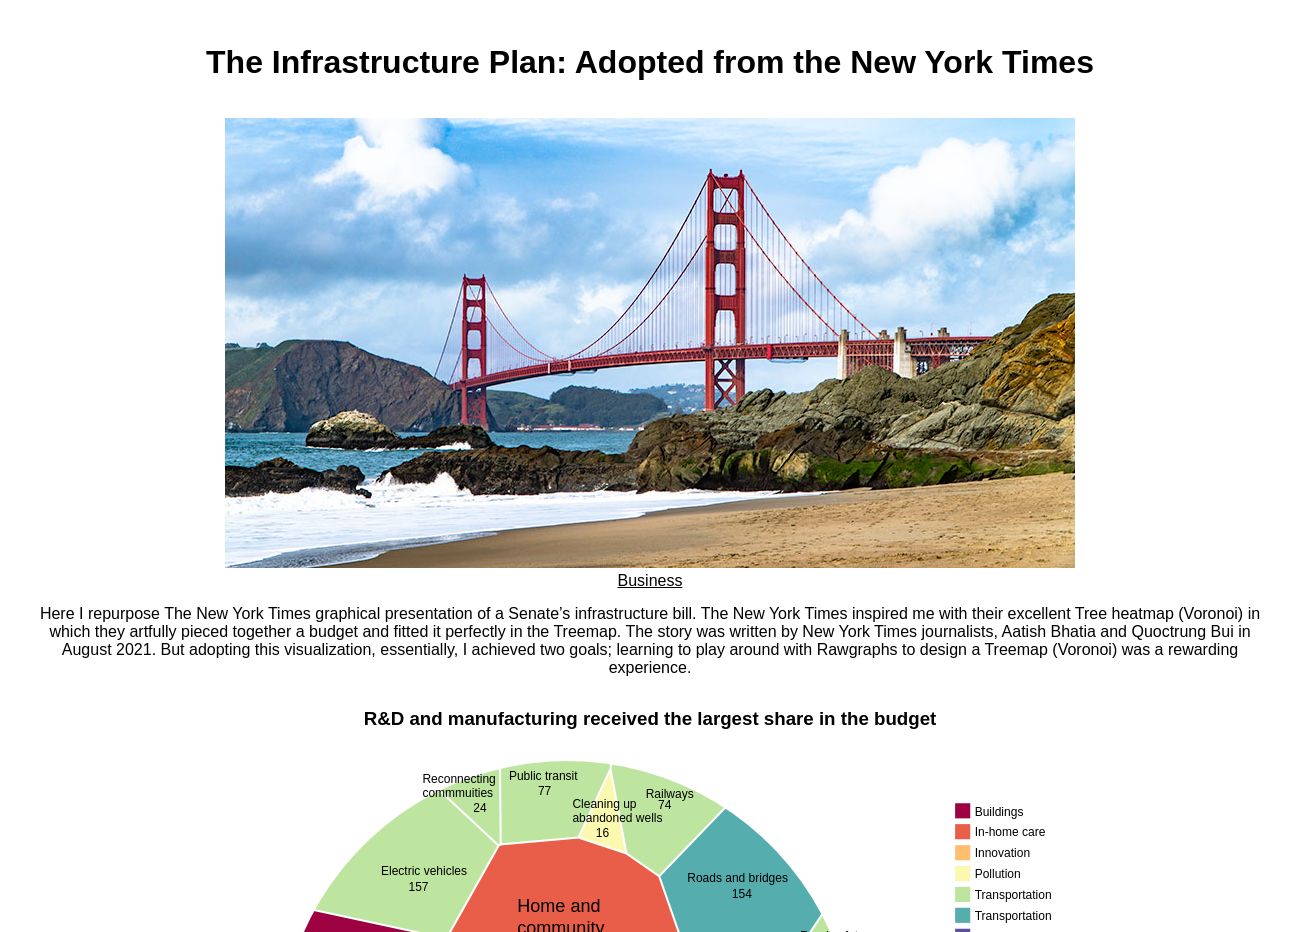 The Infrastructure Plan: Adopted from the New York Times
Business
Here I repurpose The New York Times graphical presentation of a Senate’s infrastructure bill. The New York Times inspired me with their excellent Tree heatmap (Voronoi) in
which they artfully pieced together a budget and fitted it perfectly in the Treemap. The story was written by New York Times journalists, Aatish Bhatia and Quoctrung Bui in
August 2021. But adopting this visualization, essentially, I achieved two goals; learning to play around with Rawgraphs to design a Treemap (Voronoi) was a rewarding
experience.
R&D and manufacturing received the largest share in the budget
Reconnecting
commmuities
24
Public transit
77
Cleaning up
abandoned wells
16
Railways
74
Electric vehicles
157
Roads and bridges
154
Home and
community
Buildings
In-home care
Innovation
Pollution
Transportation
Transportation